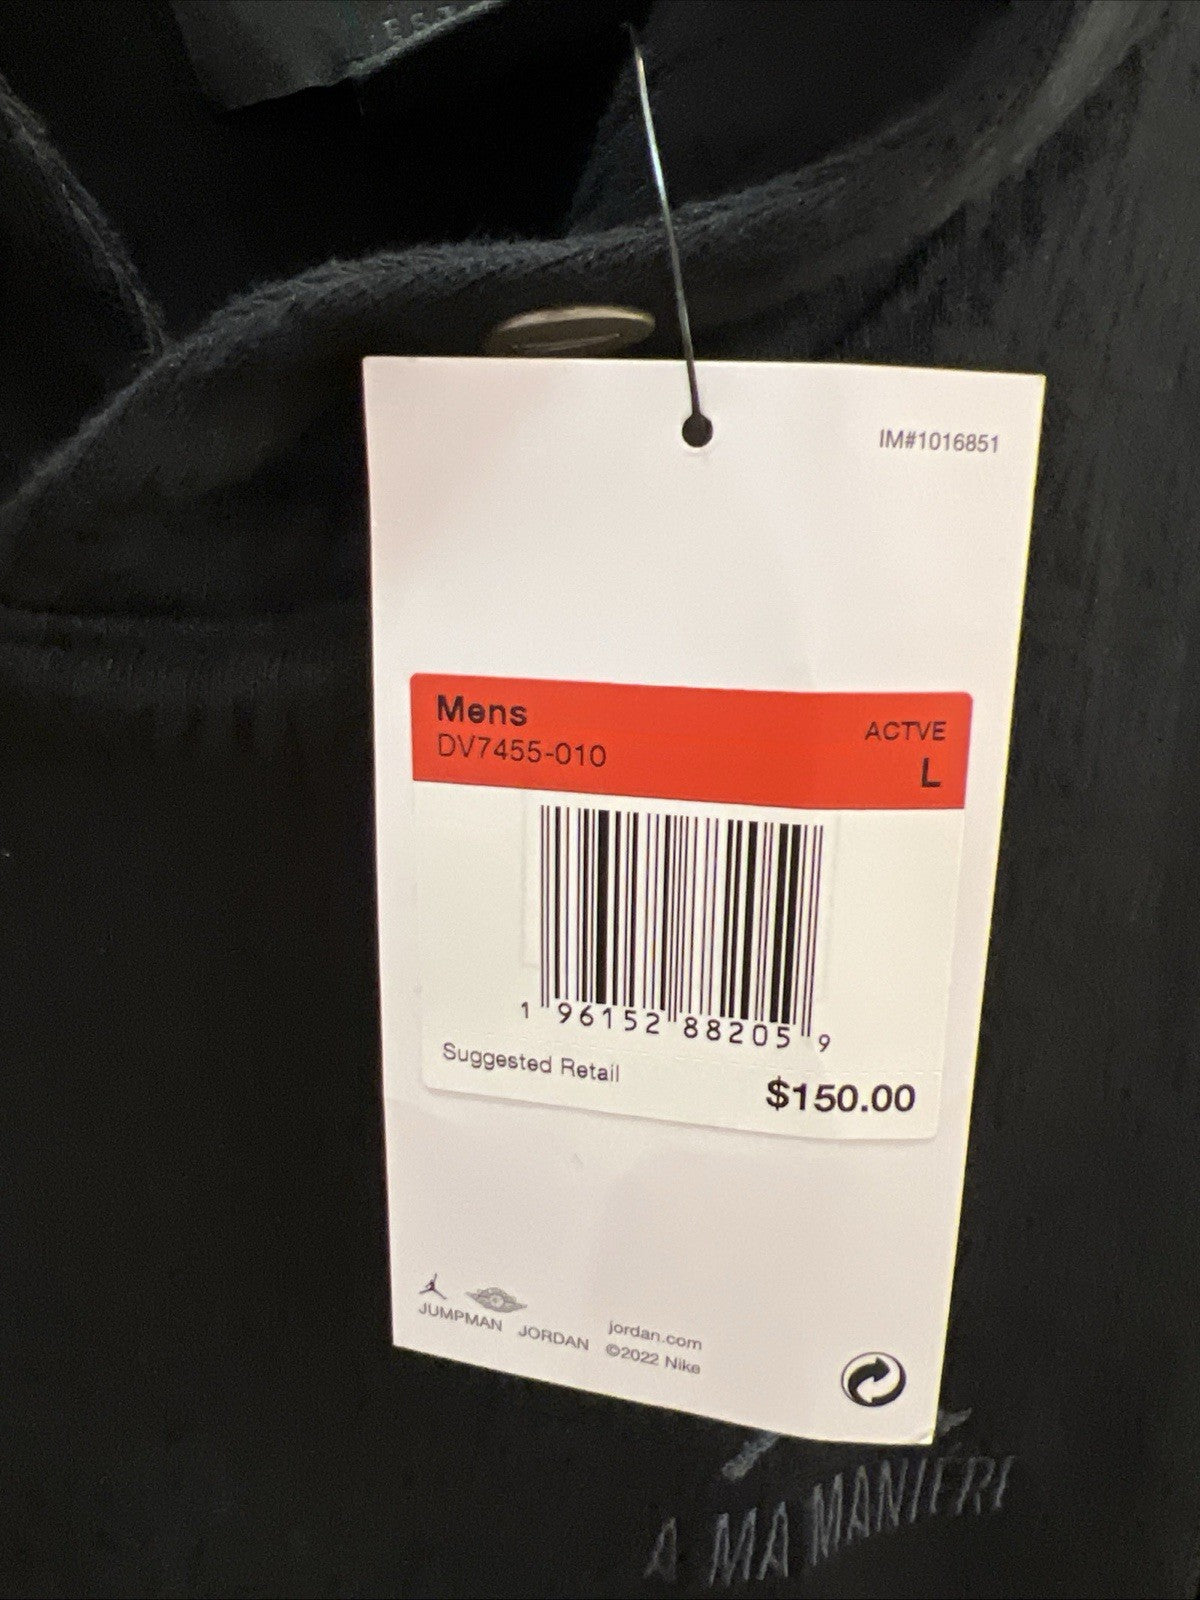 EST
IM#1016851
Mens
ACTVE
DV7455-010
L
1 96152 88205 9
Suggested Retail
$150.00
JUMPMAN JORDAN
jordan.com
©2022 Nike
A MA MANIÉRE